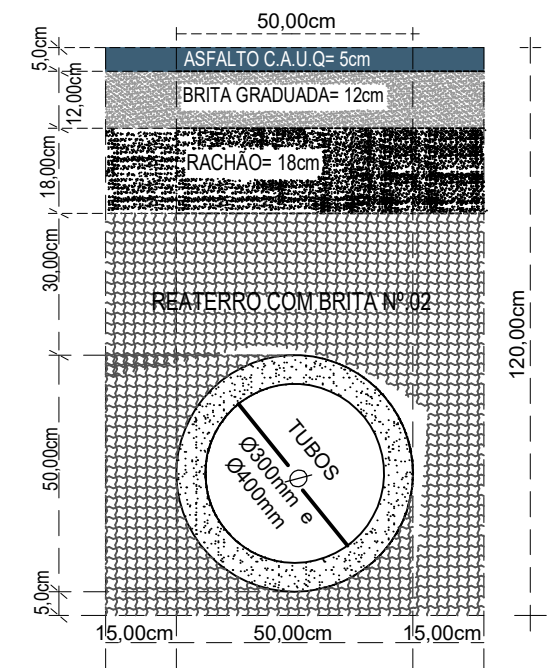 50,00cm
5,0cm
ASFALTO C.A.U.Q= 5cm
12,00cm
BRITA GRADUADA= 12cm
18,00cm
RACHÃO= 18cm
30,00cm
REATERRO COM BRITA Nº 02
120,00cm
50,00cm
TUBOS
Ø300mm e
Ø400mm
Ø
5,0cm
15,00cm
50,00cm
15,00cm